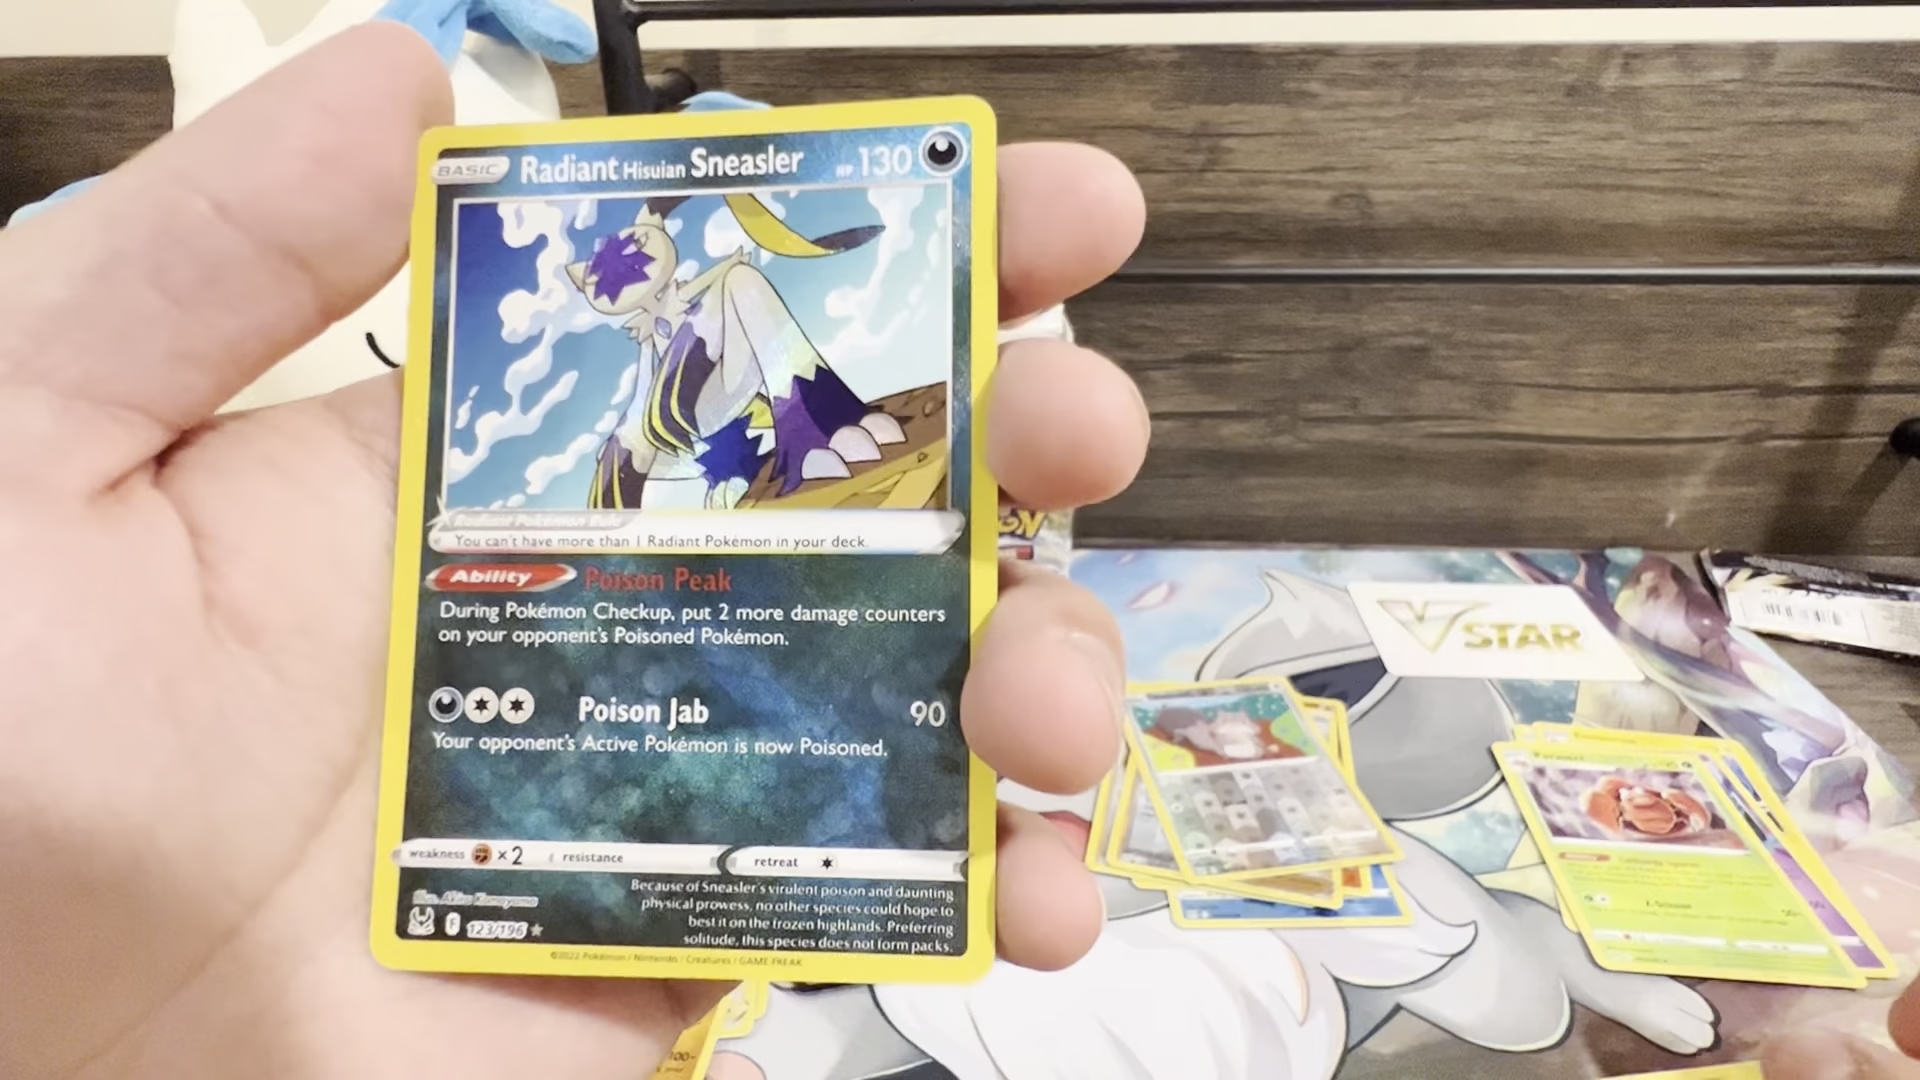 BASIC Radiant Hisuian Sneasler HP 130
Radiant Pokémon Rule
You can't have more than 1 Radiant Pokémon in your deck.
Ability Poison Peak
During Pokémon Checkup, put 2 more damage counters
on your opponent's Poisoned Pokémon.
Poison Jab 90
Your opponent's Active Pokémon is now Poisoned.
weakness ×2 resistance retreat
Because of Sneasler's virulent poison and daunting
physical prowess, no other species could hope to
best it on the frozen highlands. Preferring
solitude, this species does not form packs.
F 123/196
©2022 Pokémon / Nintendo / Creatures / GAME FREAK
V STAR